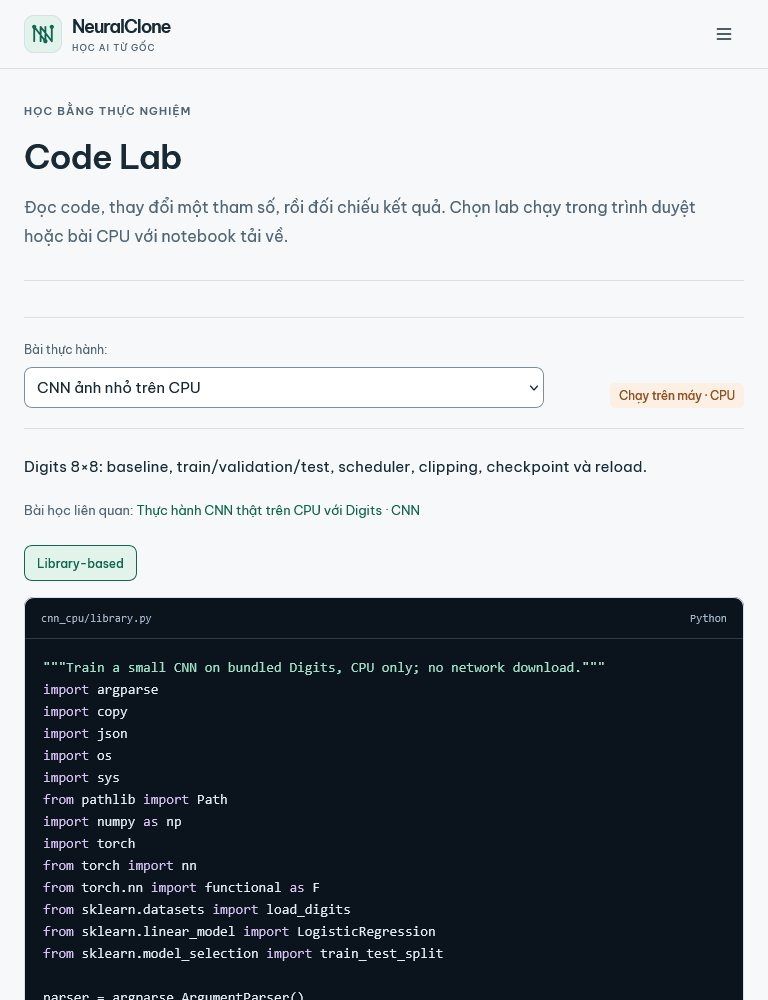 NeuralClone
HỌC AI TỪ GỐC
HỌC BẰNG THỰC NGHIỆM
Code Lab
Đọc code, thay đổi một tham số, rồi đối chiếu kết quả. Chọn lab chạy trong trình duyệt
hoặc bài CPU với notebook tải về.
Bài thực hành:
CNN ảnh nhỏ trên CPU
Chạy trên máy · CPU
Digits 8×8: baseline, train/validation/test, scheduler, clipping, checkpoint và reload.
Bài học liên quan: Thực hành CNN thật trên CPU với Digits · CNN
Library-based
cnn_cpu/library.py Python
"""Train a small CNN on bundled Digits, CPU only; no network download."""
import argparse
import copy
import json
import os
import sys
from pathlib import Path
import numpy as np
import torch
from torch import nn
from torch.nn import functional as F
from sklearn.datasets import load_digits
from sklearn.linear_model import LogisticRegression
from sklearn.model_selection import train_test_split
parser = argparse.ArgumentParser()